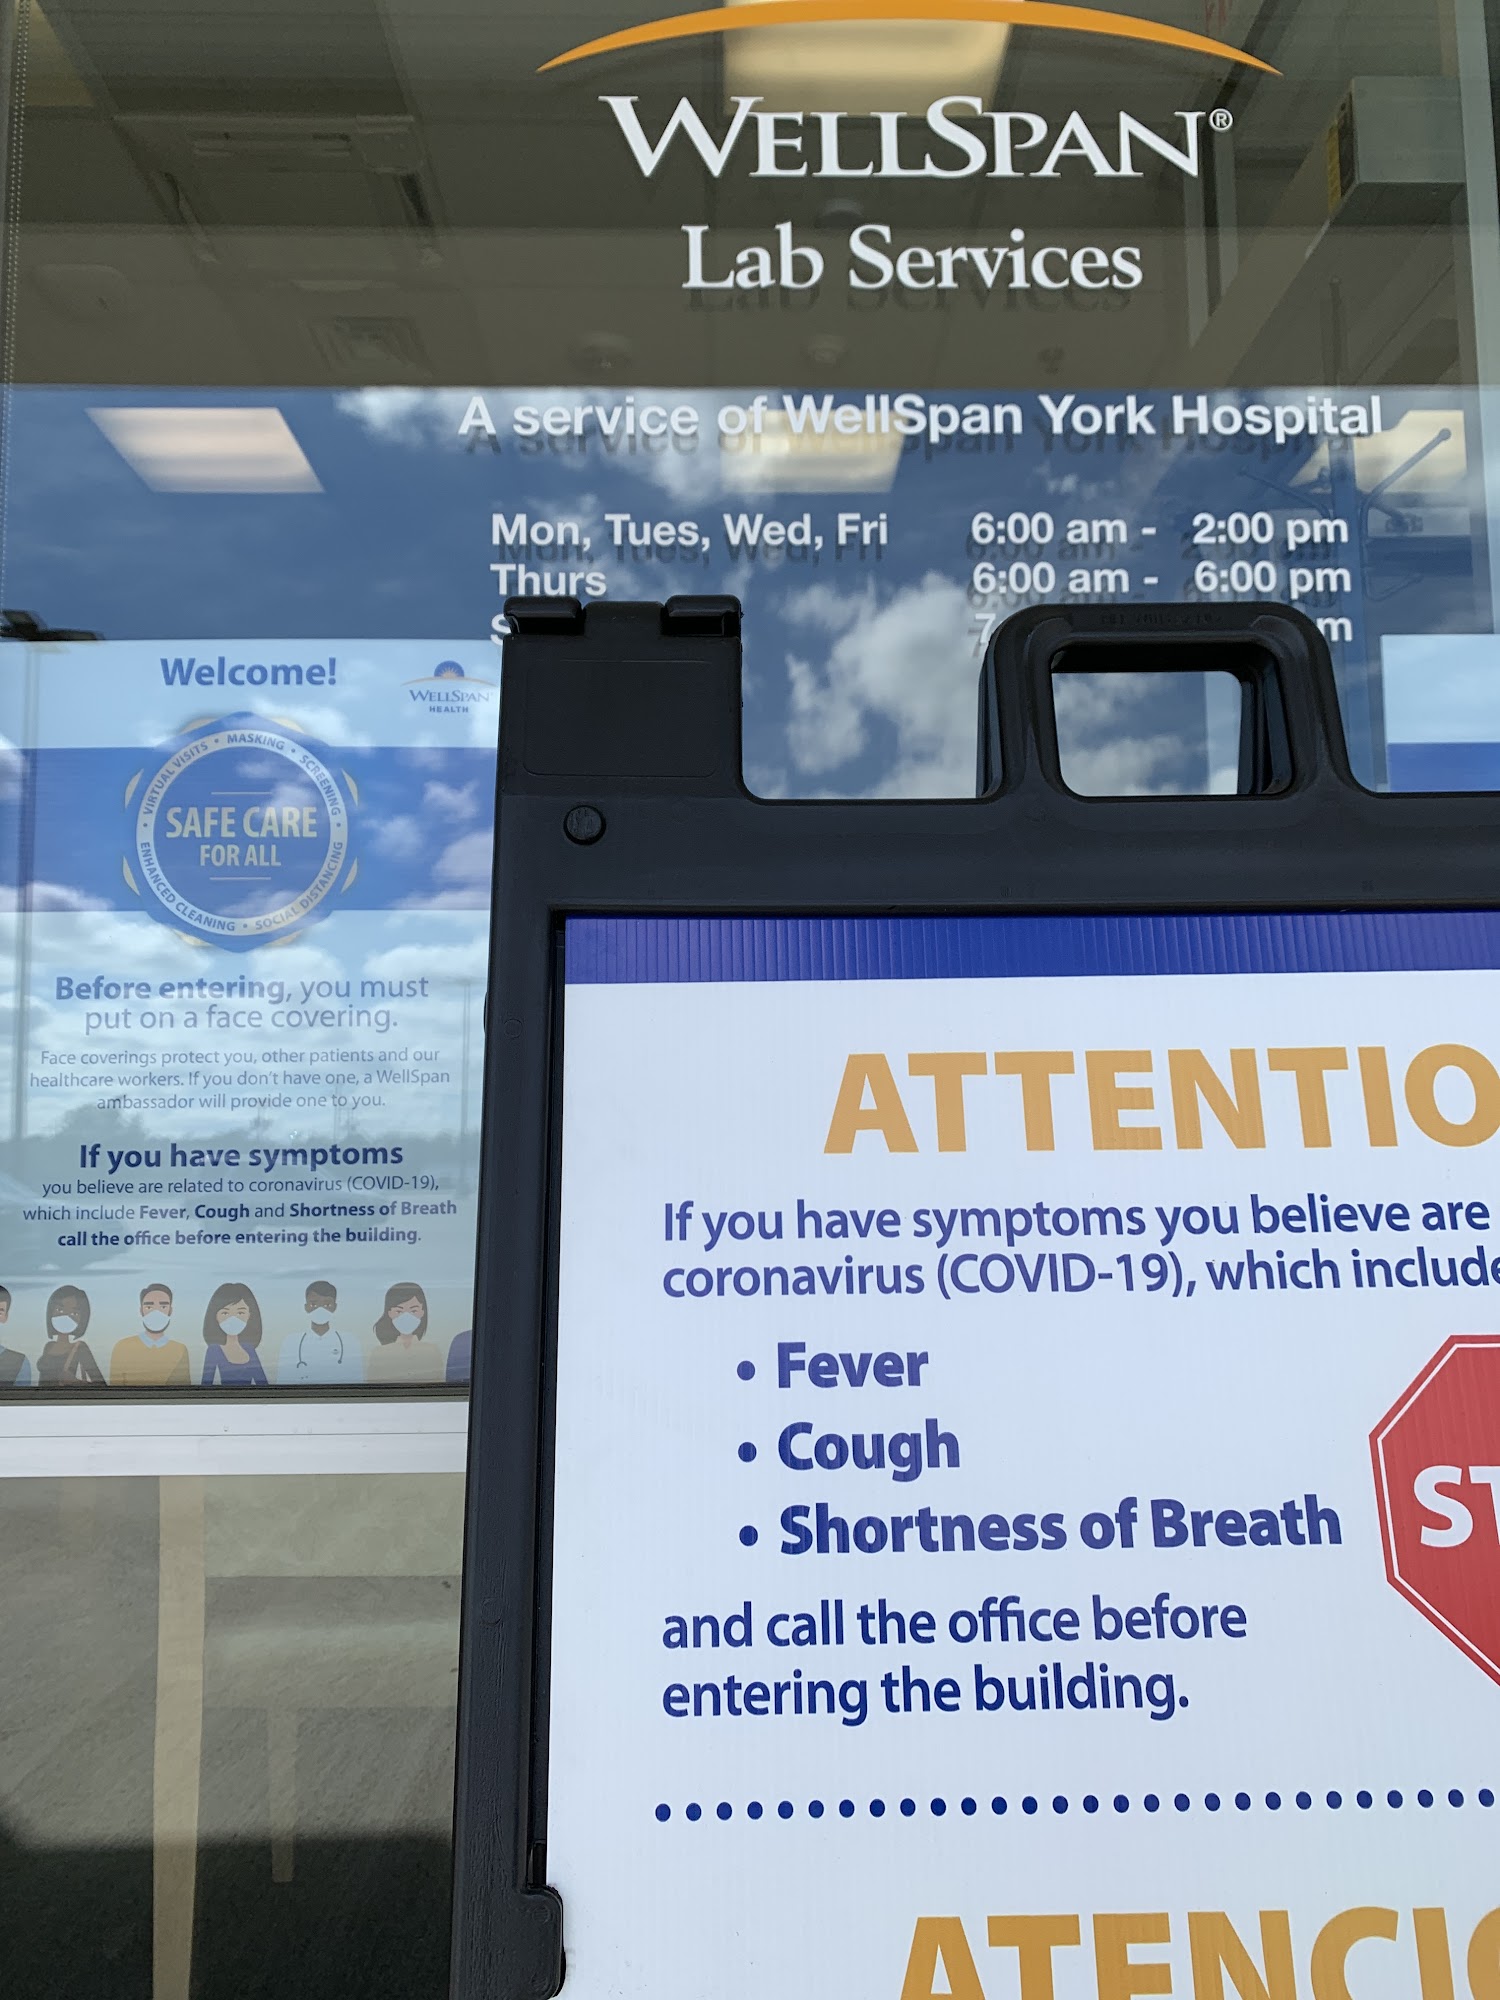 WELLSPAN®
Lab Services
A service of WellSpan York Hospital
Mon, Tues, Wed, Fri 6:00 am - 2:00 pm
Thurs 6:00 am - 6:00 pm
Welcome!
WELLSPAN
HEALTH
VIRTUAL VISITS • MASKING • SCREENING • SOCIAL DISTANCING • ENHANCED CLEANING •
SAFE CARE
FOR ALL
Before entering, you must
put on a face covering.
Face coverings protect you, other patients and our
healthcare workers. If you don't have one, a WellSpan
ambassador will provide one to you.
If you have symptoms
you believe are related to coronavirus (COVID-19),
which include Fever, Cough and Shortness of Breath
call the office before entering the building.
ATTENTIO
If you have symptoms you believe are
coronavirus (COVID-19), which include
• Fever
• Cough
• Shortness of Breath
ST
and call the office before
entering the building.
ATENCIÓ